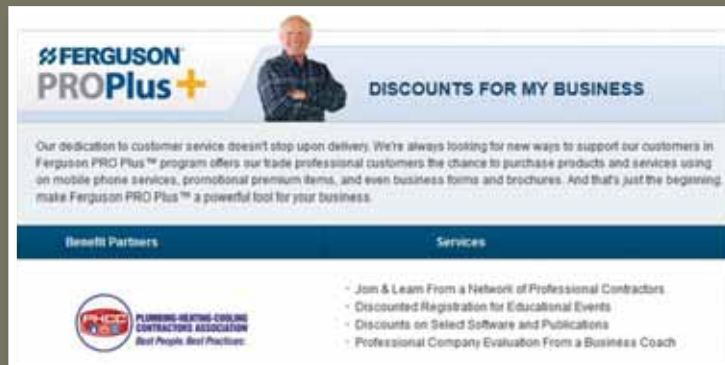 FERGUSON
PROPlus+
DISCOUNTS FOR MY BUSINESS
Our dedication to customer service doesn't stop upon delivery. We're always looking for new ways to support our customers in
Ferguson PRO Plus™ program offers our trade professional customers the chance to purchase products and services using
on mobile phone services, promotional premium items, and even business forms and brochures. And that's just the beginning
make Ferguson PRO Plus™ a powerful tool for your business.
Benefit Partners
Services
PHCC
PLUMBING-HEATING-COOLING
CONTRACTORS ASSOCIATION
Best People. Best Practices.
- Join & Learn From a Network of Professional Contractors
- Discounted Registration for Educational Events
- Discounts on Select Software and Publications
- Professional Company Evaluation From a Business Coach